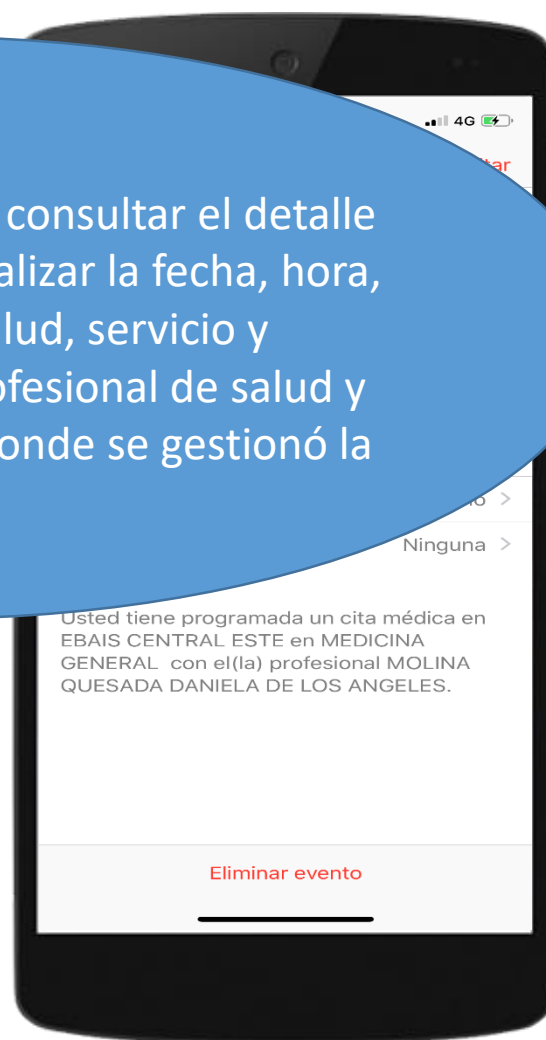 4G
consultar el detalle
alizar la fecha, hora,
lud, servicio y
ofesional de salud y
onde se gestionó la
Ninguna >
Usted tiene programada un cita médica en
EBAIS CENTRAL ESTE en MEDICINA
GENERAL con el(la) profesional MOLINA
QUESADA DANIELA DE LOS ANGELES.
Eliminar evento